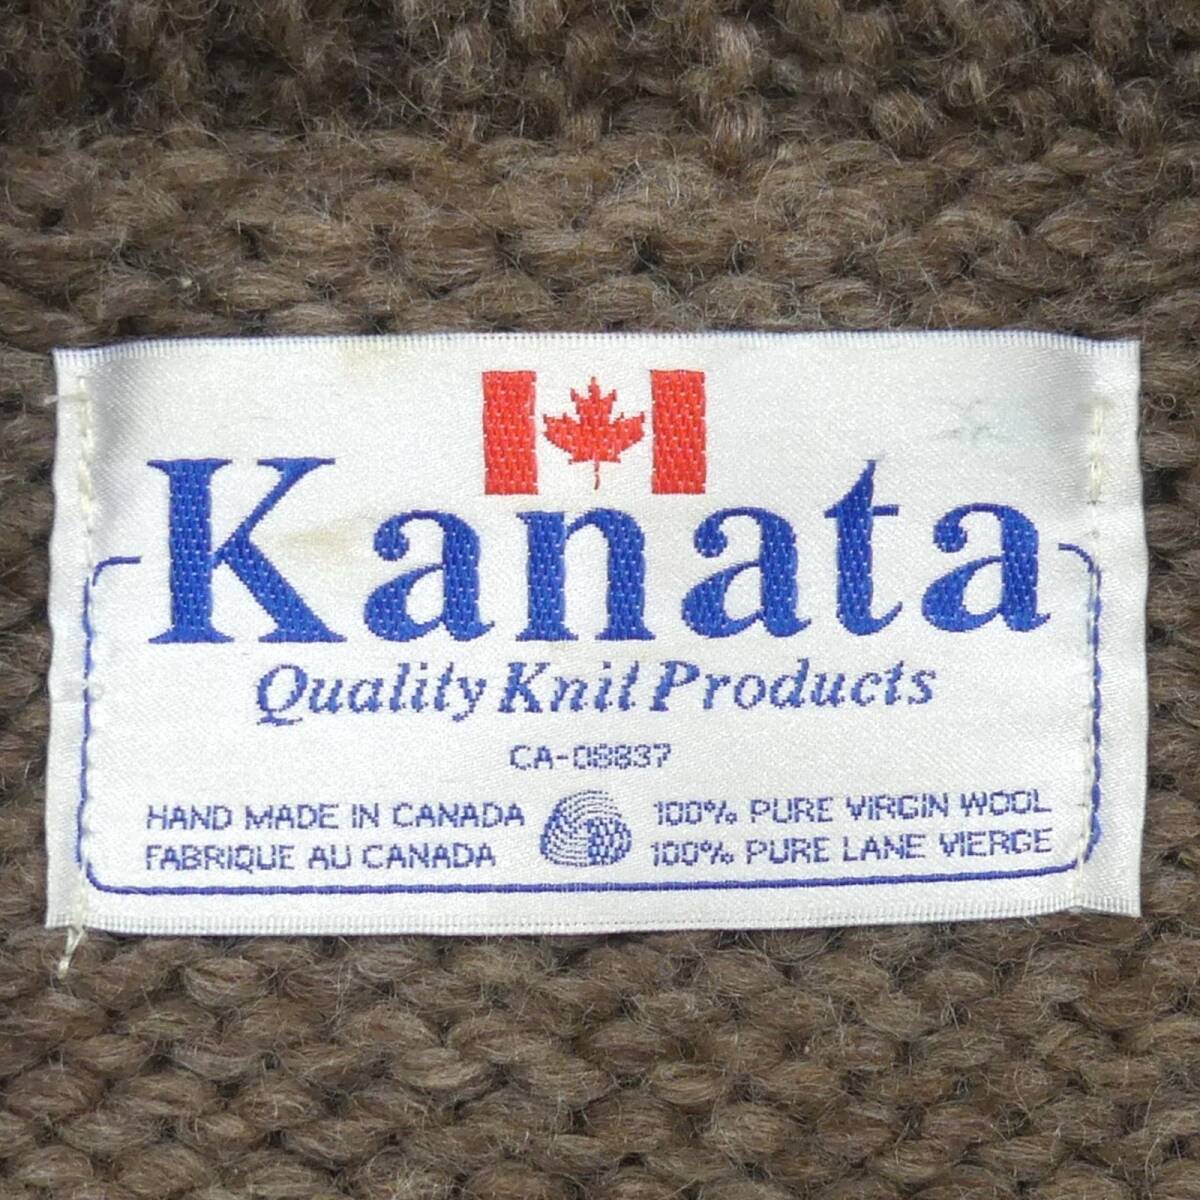 Kanata
Quality Knit Products
CA-08837
HAND MADE IN CANADA
FABRIQUE AU CANADA
100% PURE VIRGIN WOOL
100% PURE LANE VIERGE